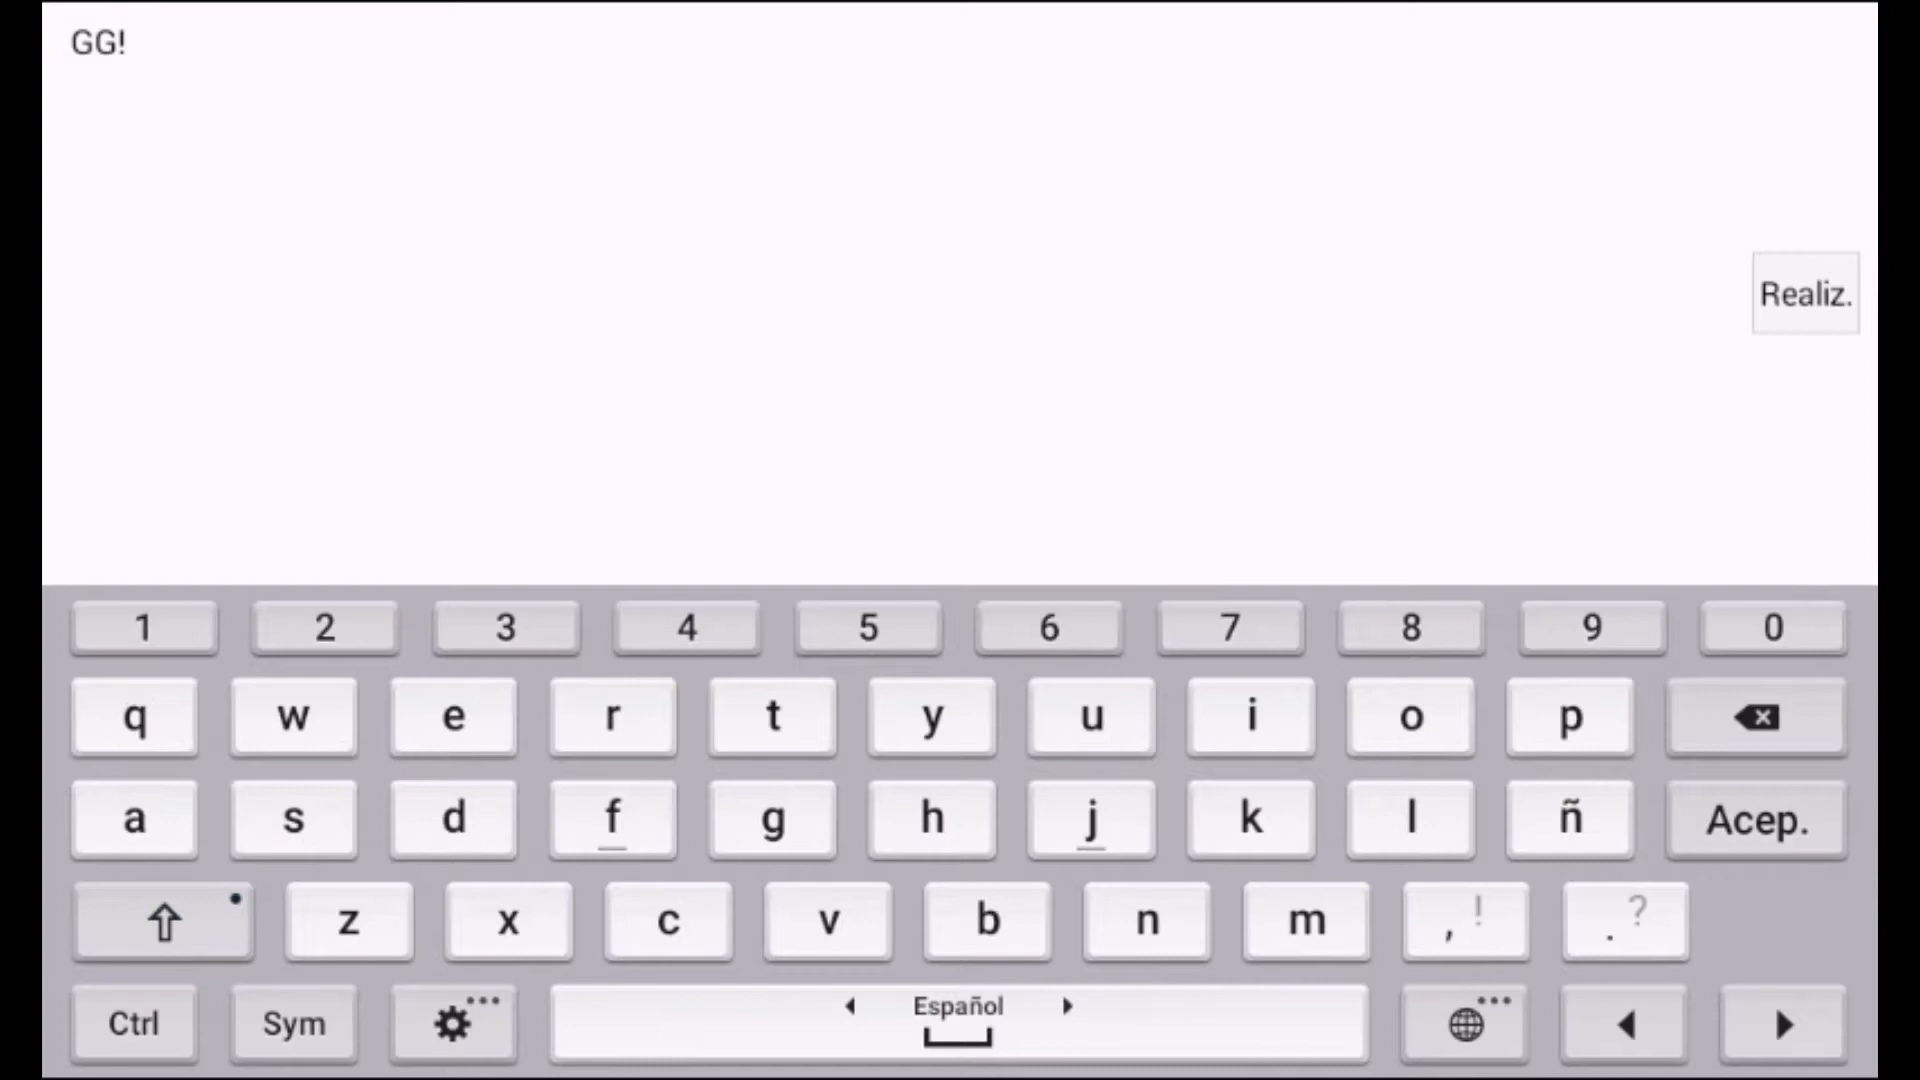 GG!
Realiz.
1 2 3 4 5 6 7 8 9 0
q w e r t y u i o p
a s d f g h j k l ñ Acep.
z x c v b n m , ! . ?
Ctrl Sym Español